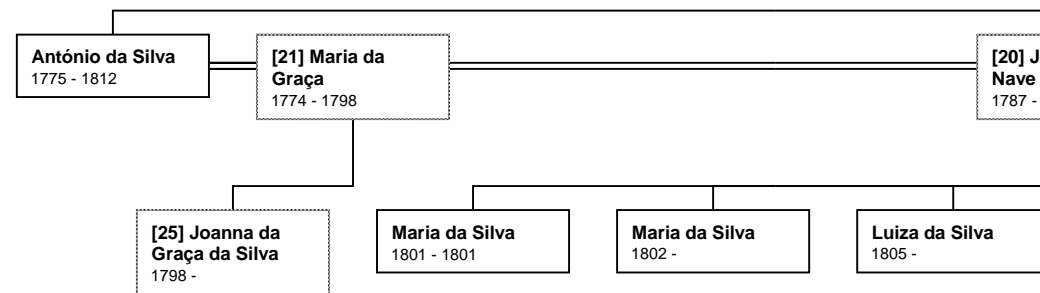 António da Silva
1775 - 1812
[21] Maria da
Graça
1774 - 1798
[20] J
Nave
1787 -
[25] Joanna da
Graça da Silva
1798 -
Maria da Silva
1801 - 1801
Maria da Silva
1802 -
Luiza da Silva
1805 -